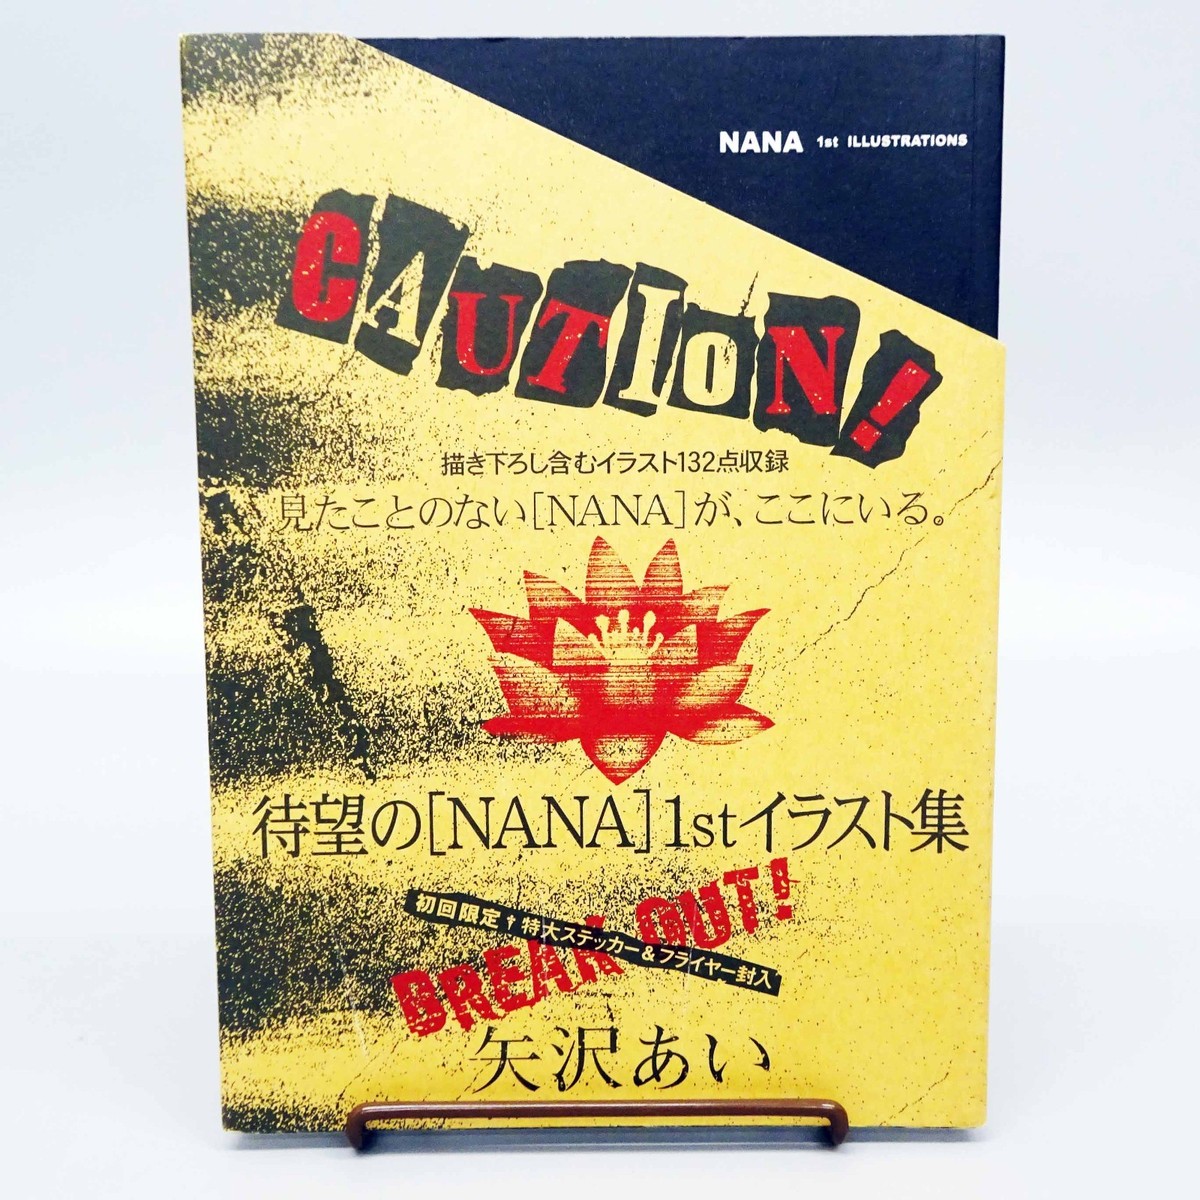 NANA 1st ILLUSTRATIONS
CAUTION!
描き下ろし含むイラスト132点収録
見たことのない[NANA]が、ここにいる。
待望の[NANA]1stイラスト集
BREAK OUT!
初回限定†特大ステッカー&フライヤー封入
矢沢あい